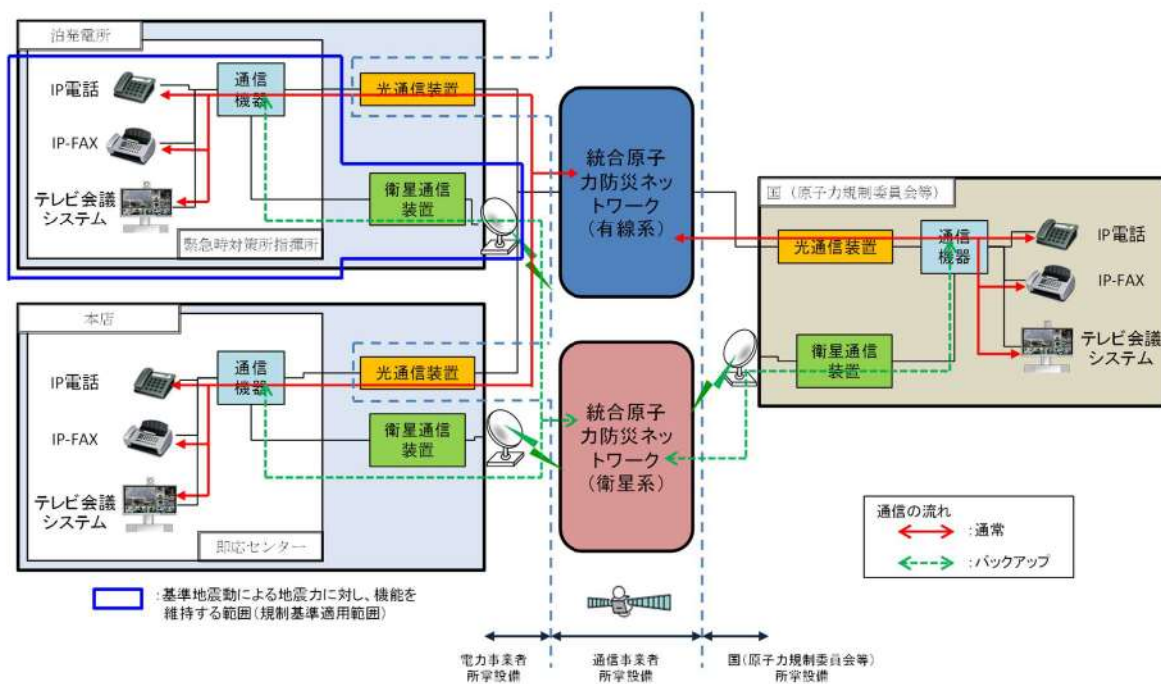 泊発電所
IP電話
IP-FAX
テレビ会議
システム
通信
機器
光通信装置
衛星通信
装置
緊急時対策所指揮所
本店
IP電話
IP-FAX
テレビ会議
システム
通信
機器
光通信装置
衛星通信
装置
即応センター
統合原子
力防災ネッ
トワーク
(有線系)
統合原子
力防災ネッ
トワーク
(衛星系)
国(原子力規制委員会等)
光通信装置
通信
機器
衛星通信
装置
IP電話
IP-FAX
テレビ会議
システム
通信の流れ
:通常
:バックアップ
:基準地震動による地震力に対し、機能を
維持する範囲(規制基準適用範囲)
電力事業者
所掌設備
通信事業者
所掌設備
国(原子力規制委員会等)
所掌設備